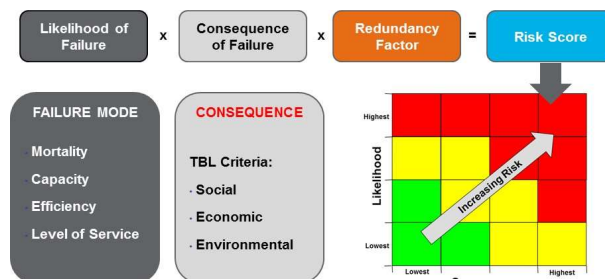 Likelihood of
Failure
x
Consequence
of Failure
x
Redundancy
Factor
=
Risk Score
FAILURE MODE
· Mortality
· Capacity
· Efficiency
· Level of Service
CONSEQUENCE
TBL Criteria:
· Social
· Economic
· Environmental
Highest
Likelihood
Lowest
Increasing Risk
Lowest
Highest